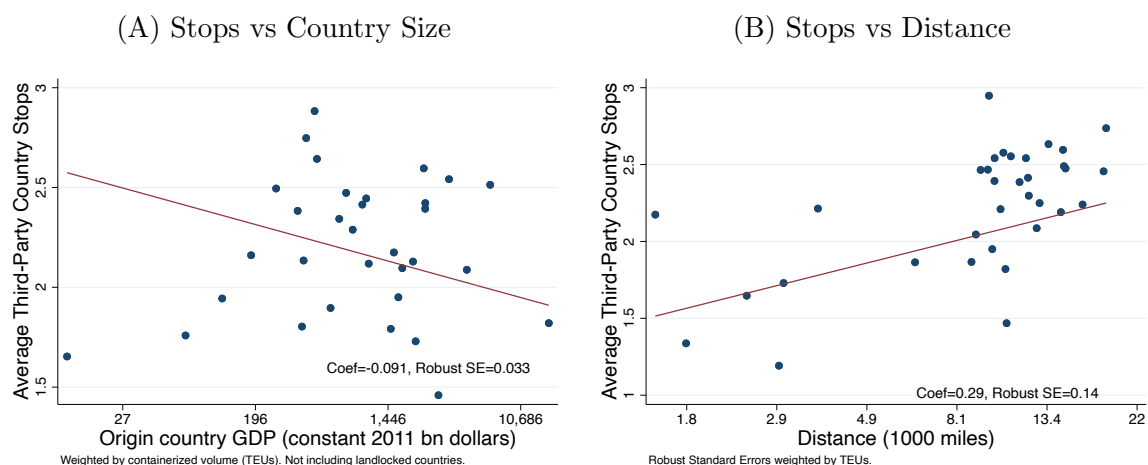 (A) Stops vs Country Size
Average Third-Party Country Stops
3
2.5
2
1.5
Coef=-0.091, Robust SE=0.033
27 196 1,446 10,686
Origin country GDP (constant 2011 bn dollars)
Weighted by containerized volume (TEUs). Not including landlocked countries.
(B) Stops vs Distance
Average Third-Party Country Stops
3
2.5
2
1.5
1
Coef=0.29, Robust SE=0.14
1.8 2.9 4.9 8.1 13.4 22
Distance (1000 miles)
Robust Standard Errors weighted by TEUs.